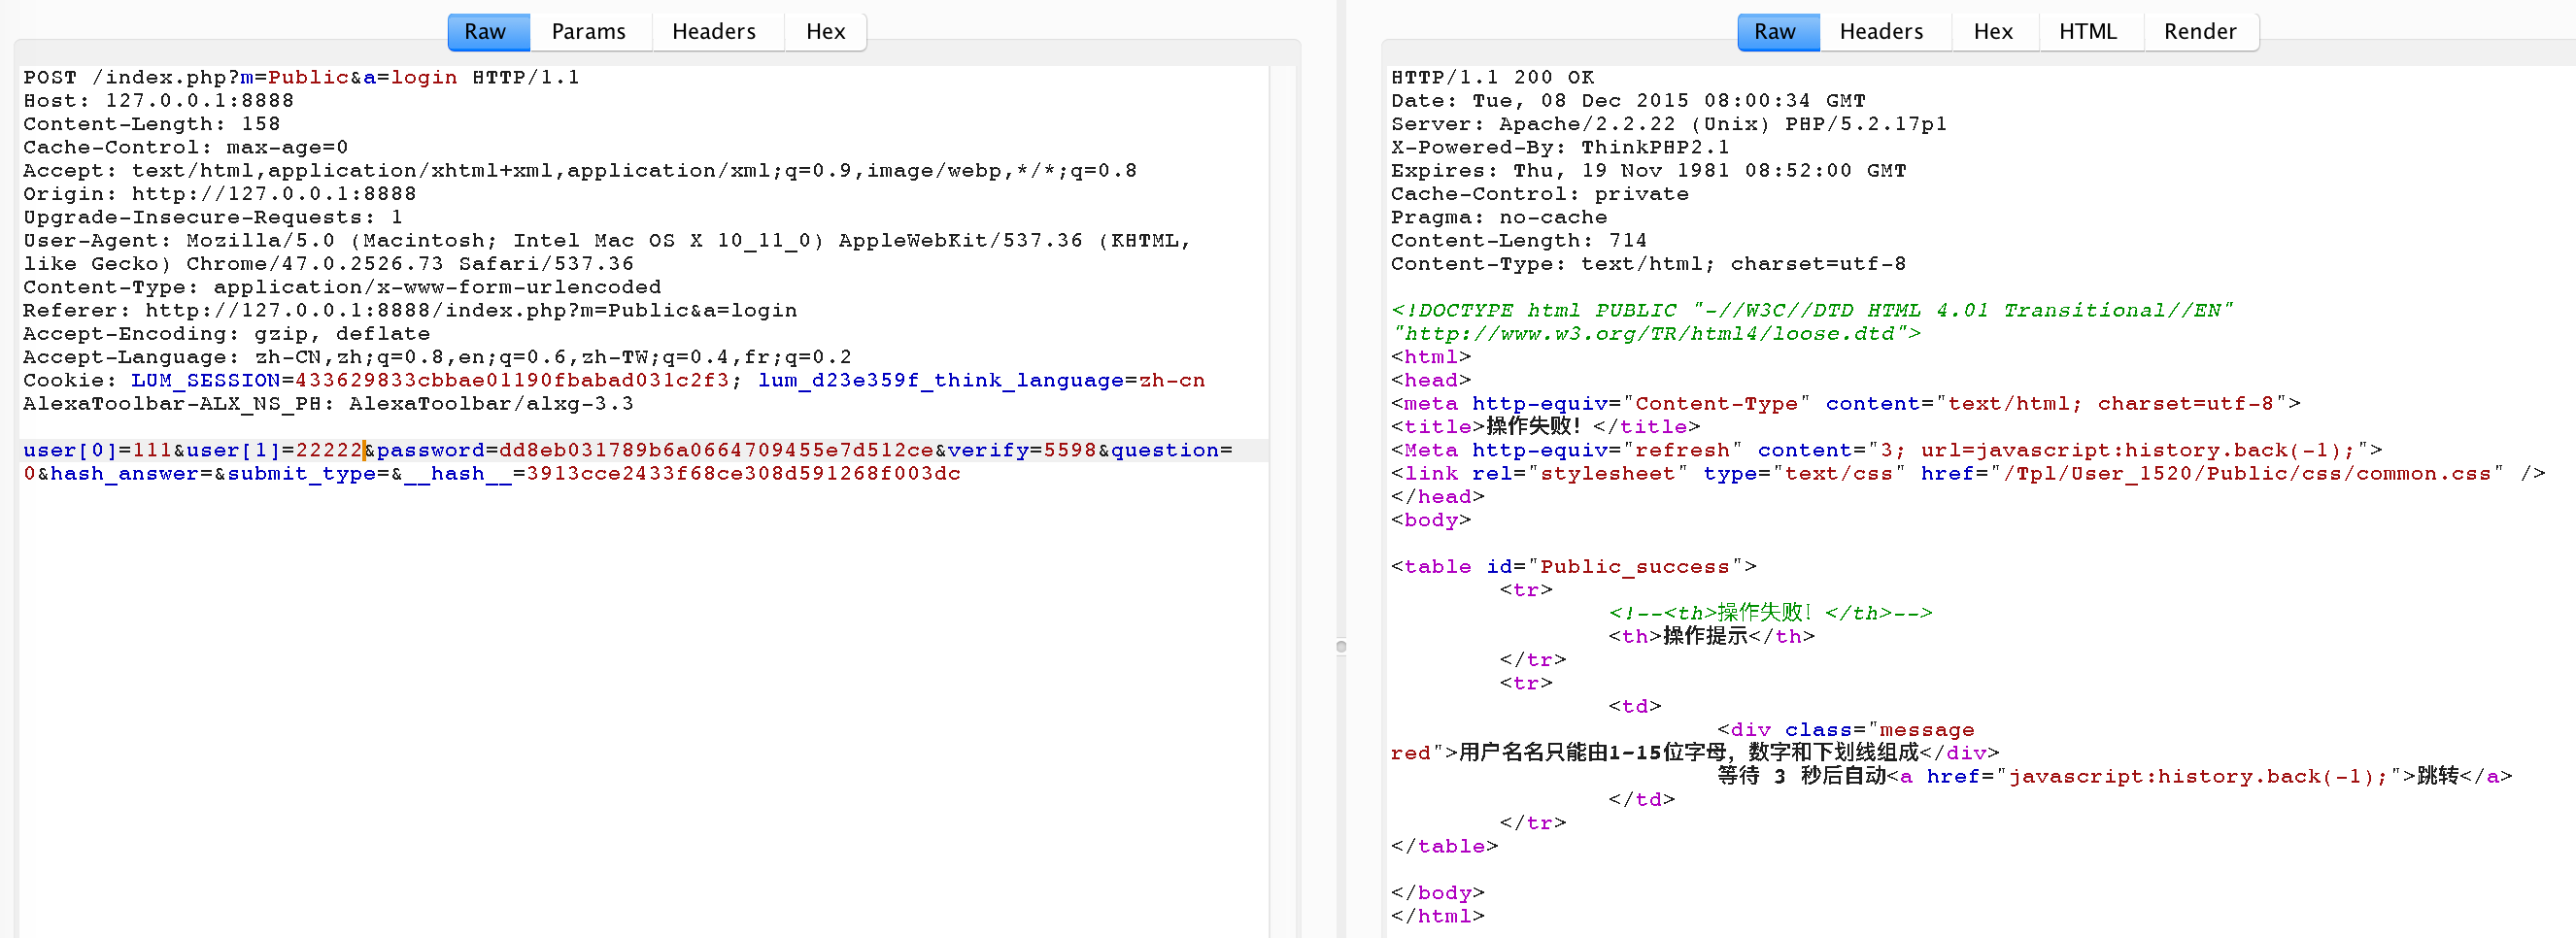 Raw Params Headers Hex
POST /index.php?m=Public&a=login HTTP/1.1
Host: 127.0.0.1:8888
Content-Length: 158
Cache-Control: max-age=0
Accept: text/html,application/xhtml+xml,application/xml;q=0.9,image/webp,*/*;q=0.8
Origin: http://127.0.0.1:8888
Upgrade-Insecure-Requests: 1
User-Agent: Mozilla/5.0 (Macintosh; Intel Mac OS X 10_11_0) AppleWebKit/537.36 (KHTML,
like Gecko) Chrome/47.0.2526.73 Safari/537.36
Content-Type: application/x-www-form-urlencoded
Referer: http://127.0.0.1:8888/index.php?m=Public&a=login
Accept-Encoding: gzip, deflate
Accept-Language: zh-CN,zh;q=0.8,en;q=0.6,zh-TW;q=0.4,fr;q=0.2
Cookie: LUM_SESSION=433629833cbbae01190fbabad031c2f3; lum_d23e359f_think_language=zh-cn
AlexaToolbar-ALX_NS_PH: AlexaToolbar/alxg-3.3
user[0]=111&user[1]=22222&password=dd8eb031789b6a0664709455e7d512ce&verify=5598&question=
0&hash_answer=&submit_type=&__hash__=3913cce2433f68ce308d591268f003dc
Raw Headers Hex HTML Render
HTTP/1.1 200 OK
Date: Tue, 08 Dec 2015 08:00:34 GMT
Server: Apache/2.2.22 (Unix) PHP/5.2.17p1
X-Powered-By: ThinkPHP2.1
Expires: Thu, 19 Nov 1981 08:52:00 GMT
Cache-Control: private
Pragma: no-cache
Content-Length: 714
Content-Type: text/html; charset=utf-8
<!DOCTYPE html PUBLIC "-//W3C//DTD HTML 4.01 Transitional//EN"
"http://www.w3.org/TR/html4/loose.dtd">
<html>
<head>
<meta http-equiv="Content-Type" content="text/html; charset=utf-8">
<title>操作失败！</title>
<Meta http-equiv="refresh" content="3; url=javascript:history.back(-1);">
<link rel="stylesheet" type="text/css" href="/Tpl/User_1520/Public/css/common.css" />
</head>
<body>
<table id="Public_success">
<tr>
<!--<th>操作失败！</th>-->
<th>操作提示</th>
</tr>
<tr>
<td>
<div class="message
red">用户名名只能由1-15位字母，数字和下划线组成</div>
等待 3 秒后自动<a href="javascript:history.back(-1);">跳转</a>
</td>
</tr>
</table>
</body>
</html>